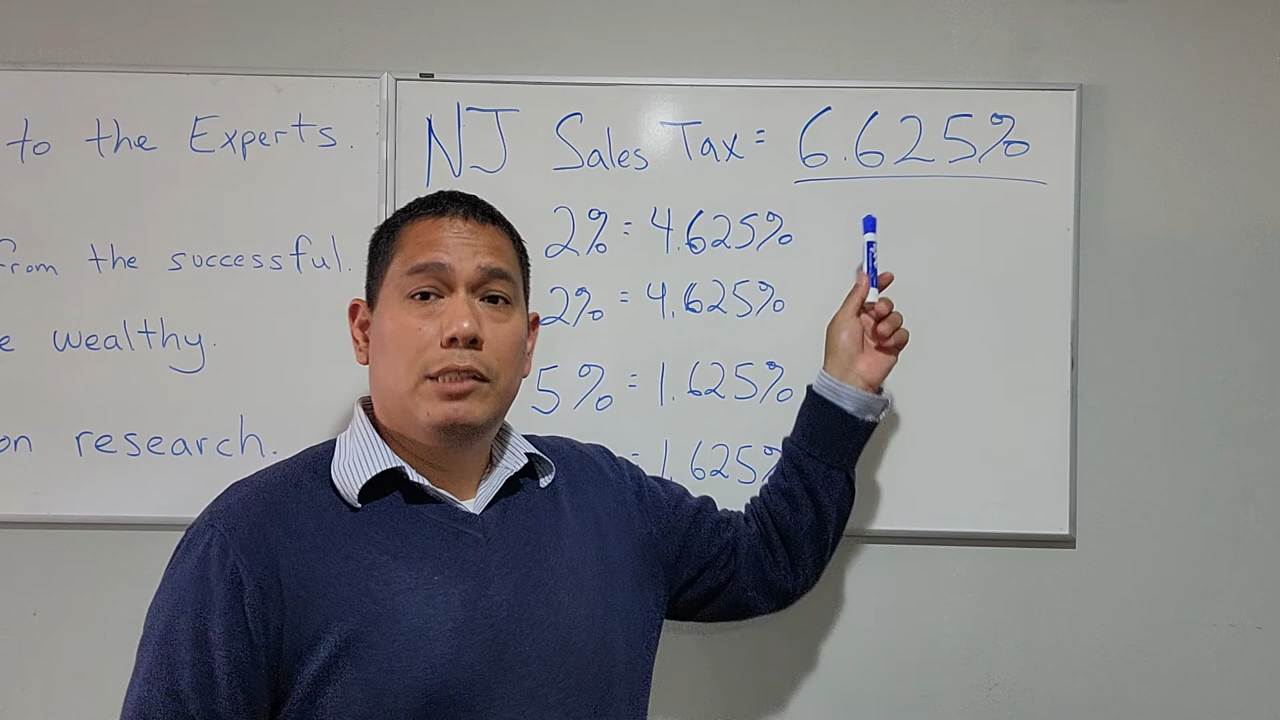 to the Experts.
from the successful.
e wealthy.
on research.
NJ Sales Tax = 6.625%
2% = 4.625%
2% = 4.625%
5% = 1.625%
= 1.625%